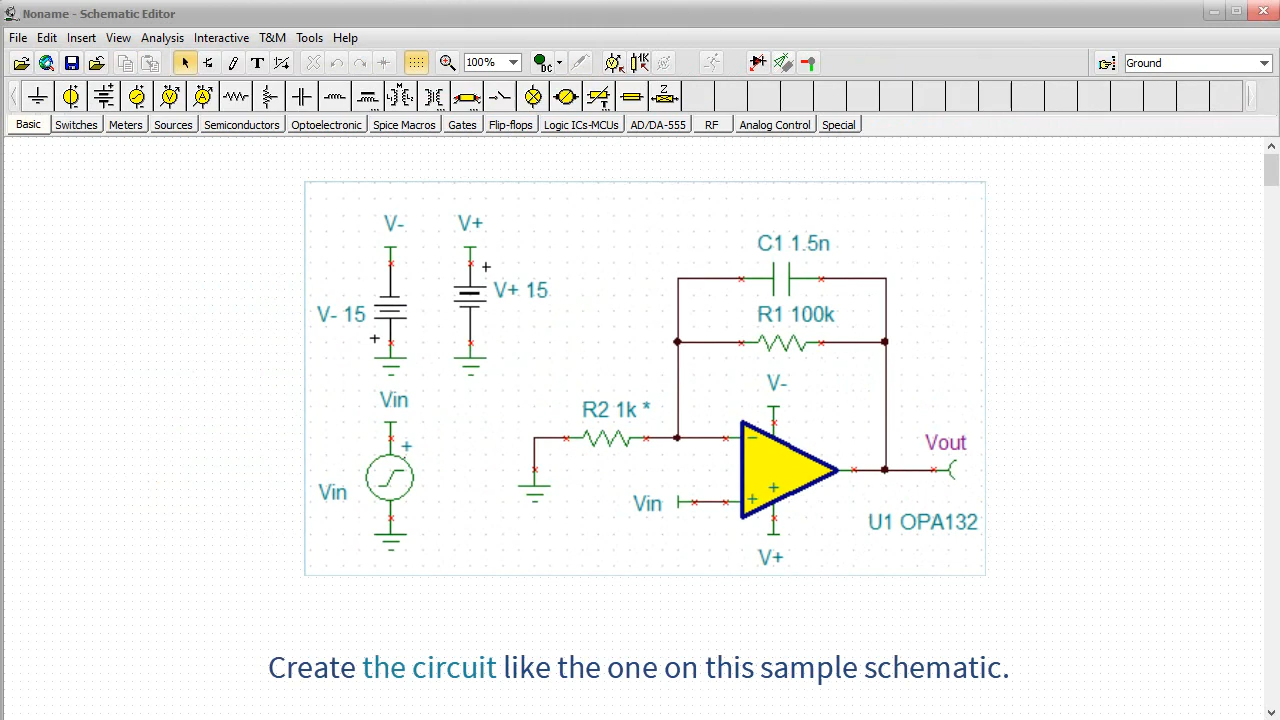 Noname - Schematic Editor
File Edit Insert View Analysis Interactive T&M Tools Help
T DC 1K 100% Ground
Z
Basic Switches Meters Sources Semiconductors Optoelectronic Spice Macros Gates Flip-flops Logic ICs-MCUs AD/DA-555 RF Analog Control Special
V- V+
C1 1.5n
+
V+ 15
V- 15
R1 100k
+
V-
Vin
R2 1k *
+
Vout
Vin
Vin
U1 OPA132
V+
Create the circuit like the one on this sample schematic.